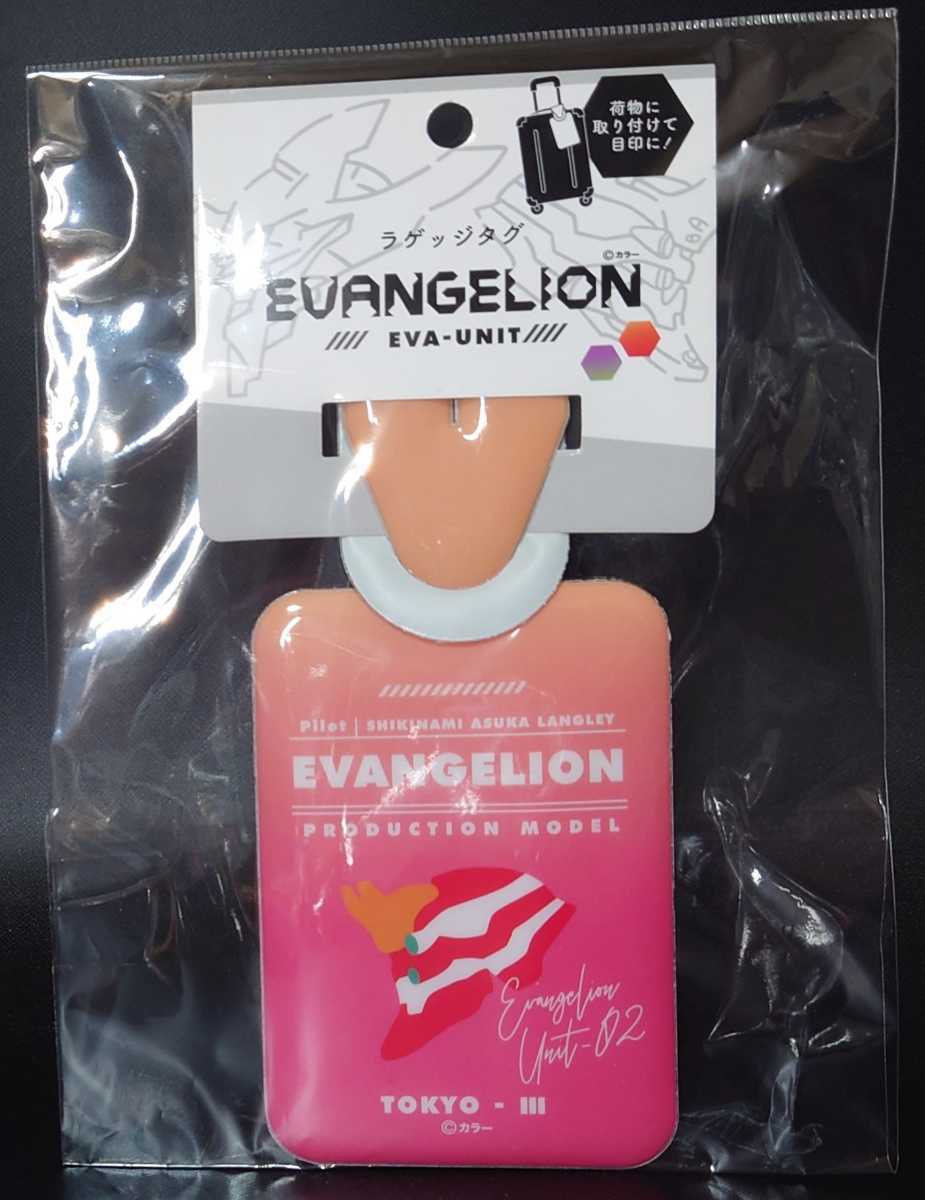 荷物に
取り付けて
目印に!
ラゲッジタグ
©カラー
EVANGELION
//// EVA-UNIT ////
Pilot | SHIKINAMI ASUKA LANGLEY
EVANGELION
PRODUCTION MODEL
Evangelion
Unit-02
TOKYO - III
©カラー